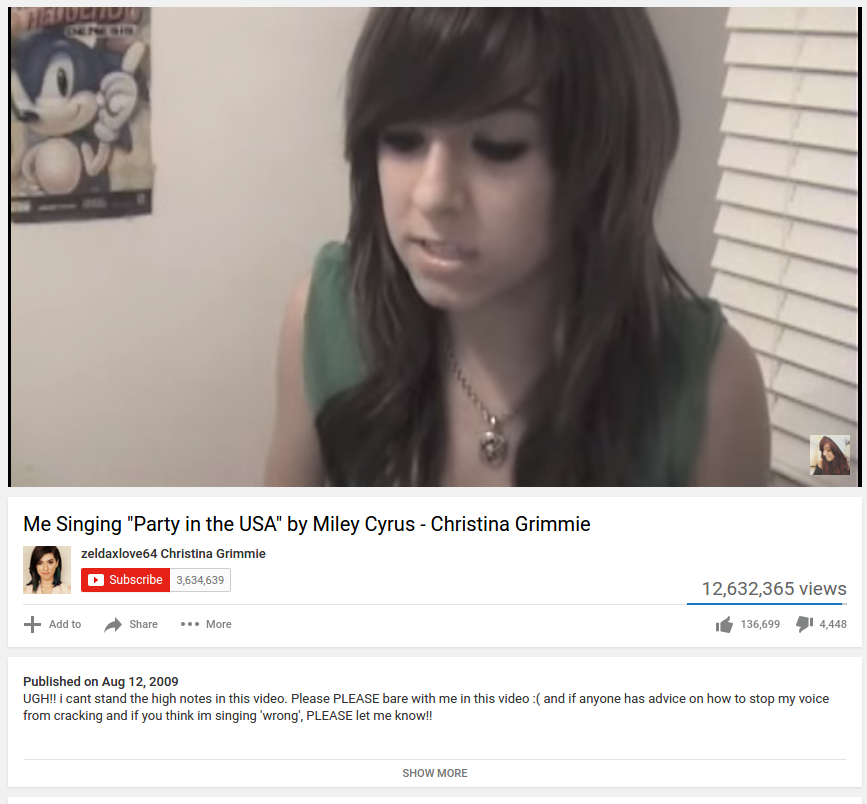 Me Singing "Party in the USA" by Miley Cyrus - Christina Grimmie
zeldaxlove64 Christina Grimmie
Subscribe 3,634,639
12,632,365 views
Add to Share More 136,699 4,448
Published on Aug 12, 2009
UGH!! i cant stand the high notes in this video. Please PLEASE bare with me in this video :( and if anyone has advice on how to stop my voice
from cracking and if you think im singing 'wrong', PLEASE let me know!!
SHOW MORE